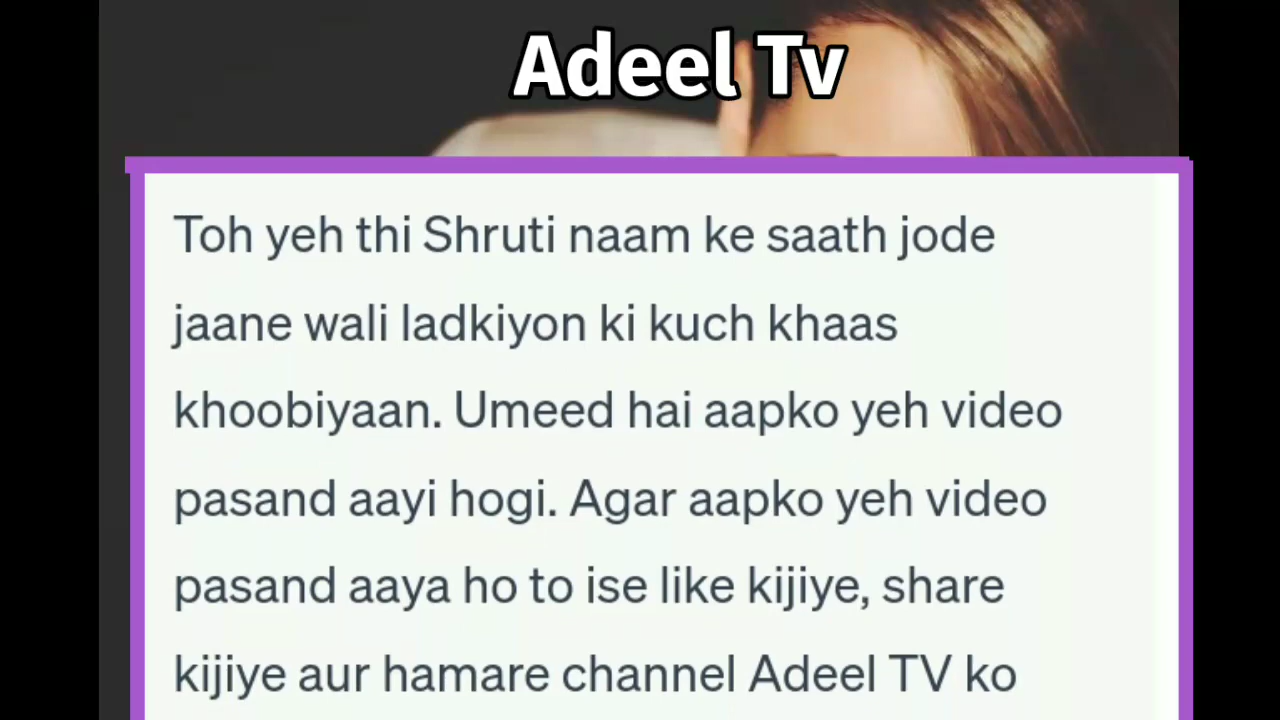 Adeel Tv
Toh yeh thi Shruti naam ke saath jode
jaane wali ladkiyon ki kuch khaas
khoobiyaan. Umeed hai aapko yeh video
pasand aayi hogi. Agar aapko yeh video
pasand aaya ho to ise like kijiye, share
kijiye aur hamare channel Adeel TV ko